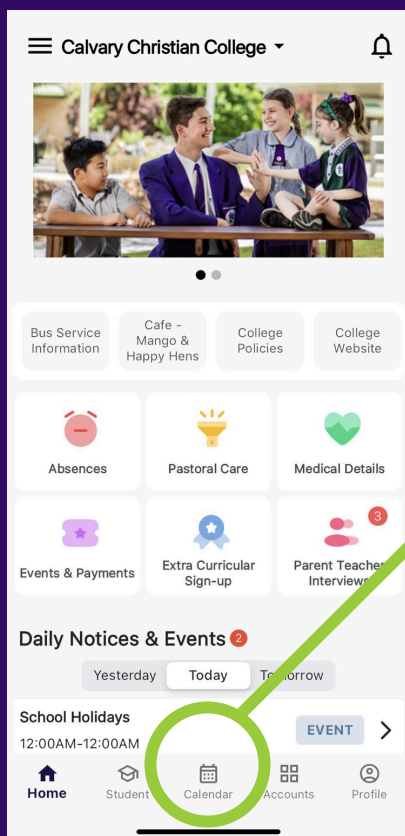 Calvary Christian College
Bus Service
Information
Cafe -
Mango &
Happy Hens
College
Policies
College
Website
Absences
Pastoral Care
Medical Details
3
Events & Payments
Extra Curricular
Sign-up
Parent Teacher
Interviews
Daily Notices & Events 2
Yesterday
Today
Tomorrow
School Holidays
12:00AM-12:00AM
EVENT
Home
Student
Calendar
Accounts
Profile